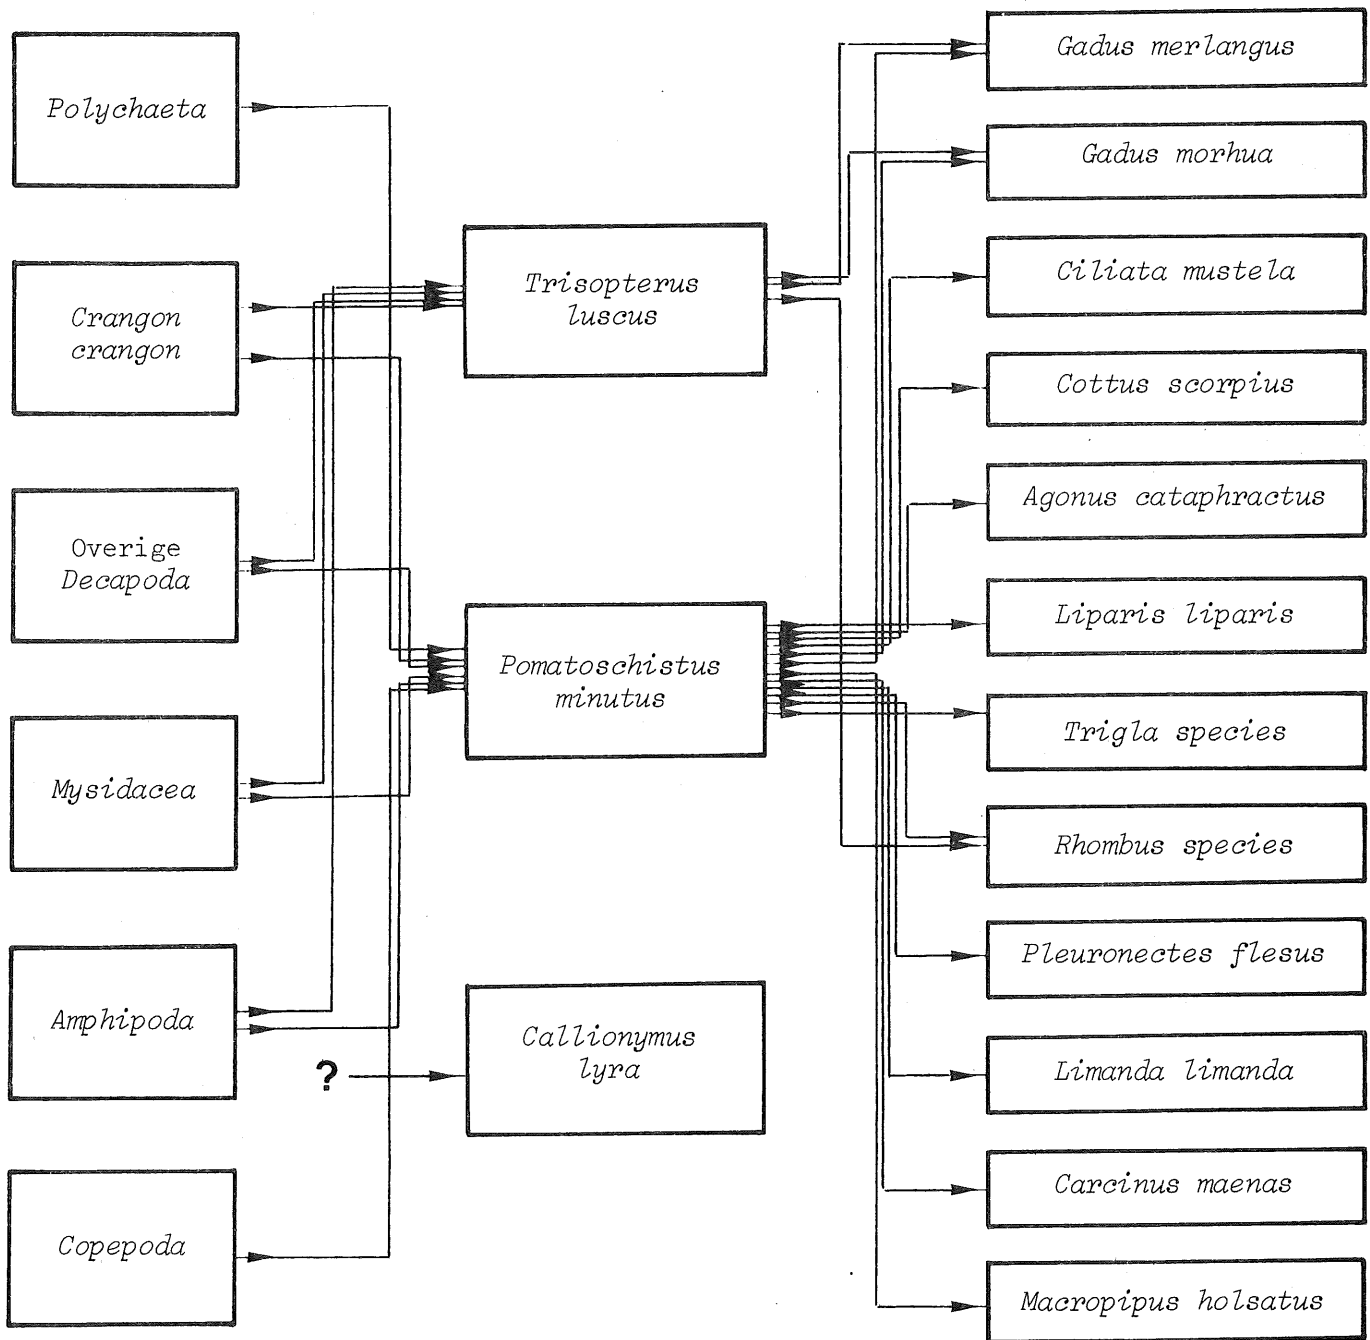 Polychaeta
Crangon
crangon
Overige
Decapoda
Mysidacea
Amphipoda
Copepoda
Trisopterus
luscus
Pomatoschistus
minutus
?
Callionymus
lyra
Gadus merlangus
Gadus morhua
Ciliata mustela
Cottus scorpius
Agonus cataphractus
Liparis liparis
Trigla species
Rhombus species
Pleuronectes flesus
Limanda limanda
Carcinus maenas
Macropipus holsatus